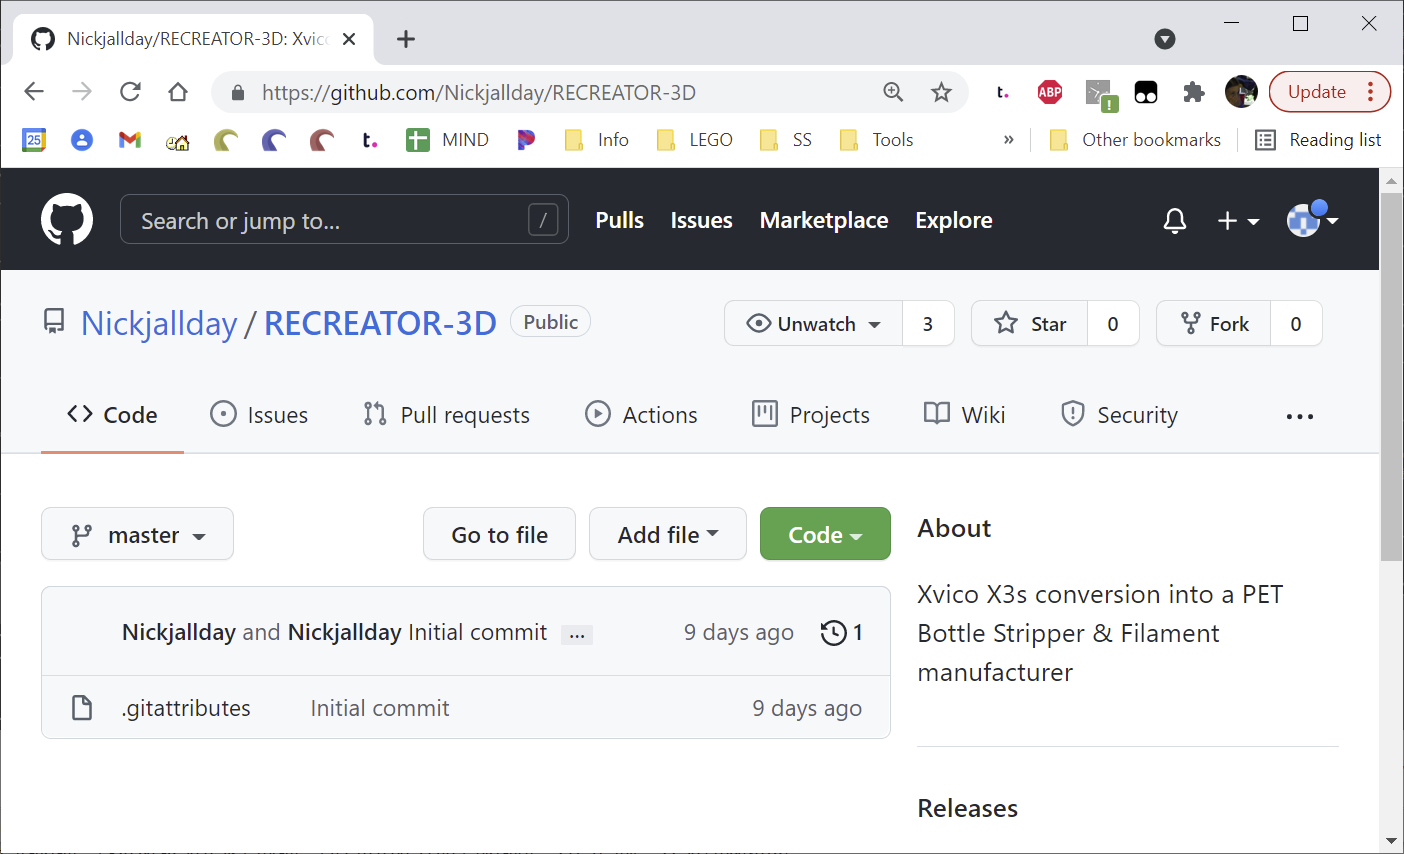 Nickjallday/RECREATOR-3D: Xvic
https://github.com/Nickjallday/RECREATOR-3D
t.
ABP
!
Update
25
t.
MIND
Info
LEGO
SS
Tools
»
Other bookmarks
Reading list
Search or jump to...
/
Pulls
Issues
Marketplace
Explore
Nickjallday / RECREATOR-3D
Public
Unwatch
3
Star
0
Fork
0
Code
Issues
Pull requests
Actions
Projects
Wiki
Security
...
master
Go to file
Add file
Code
Nickjallday and Nickjallday Initial commit ...
9 days ago
1
.gitattributes
Initial commit
9 days ago
About
Xvico X3s conversion into a PET
Bottle Stripper & Filament
manufacturer
Releases